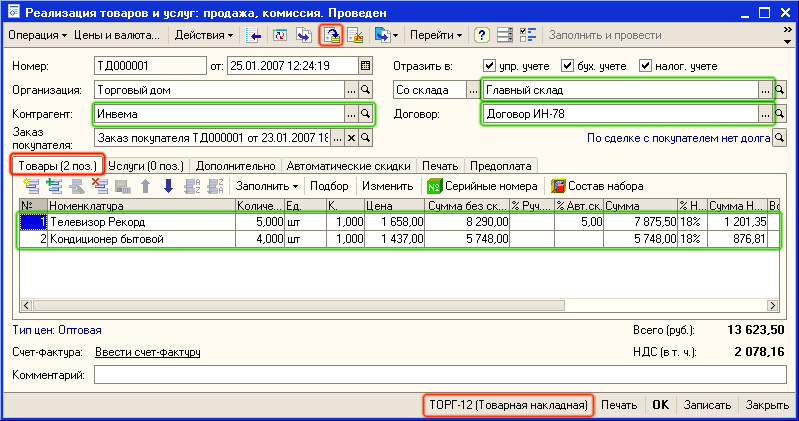 Реализация товаров и услуг: продажа, комиссия. Проведен
Операция Цены и валюта... Действия Перейти ? Заполнить и провести
Номер: ТД000001 от: 25.01.2007 12:24:19 Отразить в: упр. учете бух. учете налог. учете
Организация: Торговый дом ... Со склада ... Главный склад ...
Контрагент: Инвема ... Договор: Договор ИН-78 ...
Заказ покупателя: Заказ покупателя ТД000001 от 23.01.2007 18 ... × По сделке с покупателем нет долга
Товары (2 поз.) Услуги (0 поз.) Дополнительно Автоматические скидки Печать Предоплата
Заполнить Подбор Изменить № Серийные номера Состав набора
№ Номенклатура Количе... Ед. К. Цена Сумма без ск... % Руч.... % Авт.ск. Сумма % Н... Сумма Н... Вс
1 Телевизор Рекорд 5,000 шт 1,000 1 658,00 8 290,00 5,00 7 875,50 18% 1 201,35
2 Кондиционер бытовой 4,000 шт 1,000 1 437,00 5 748,00 5 748,00 18% 876,81
Тип цен: Оптовая Всего (руб.): 13 623,50
Счет-фактура: Ввести счет-фактуру НДС (в т. ч.): 2 078,16
Комментарий:
ТОРГ-12 (Товарная накладная) Печать OK Записать Закрыть